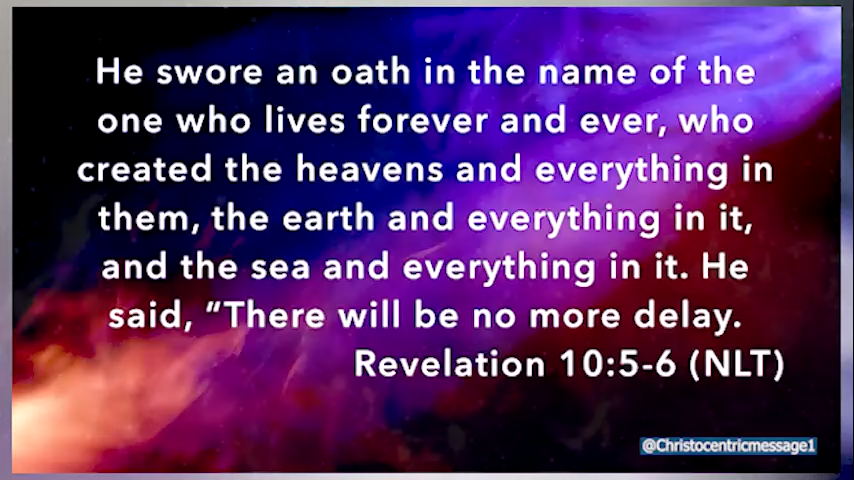 He swore an oath in the name of the
one who lives forever and ever, who
created the heavens and everything in
them, the earth and everything in it,
and the sea and everything in it. He
said, “There will be no more delay.
Revelation 10:5-6 (NLT)
@Christocentricmessage1